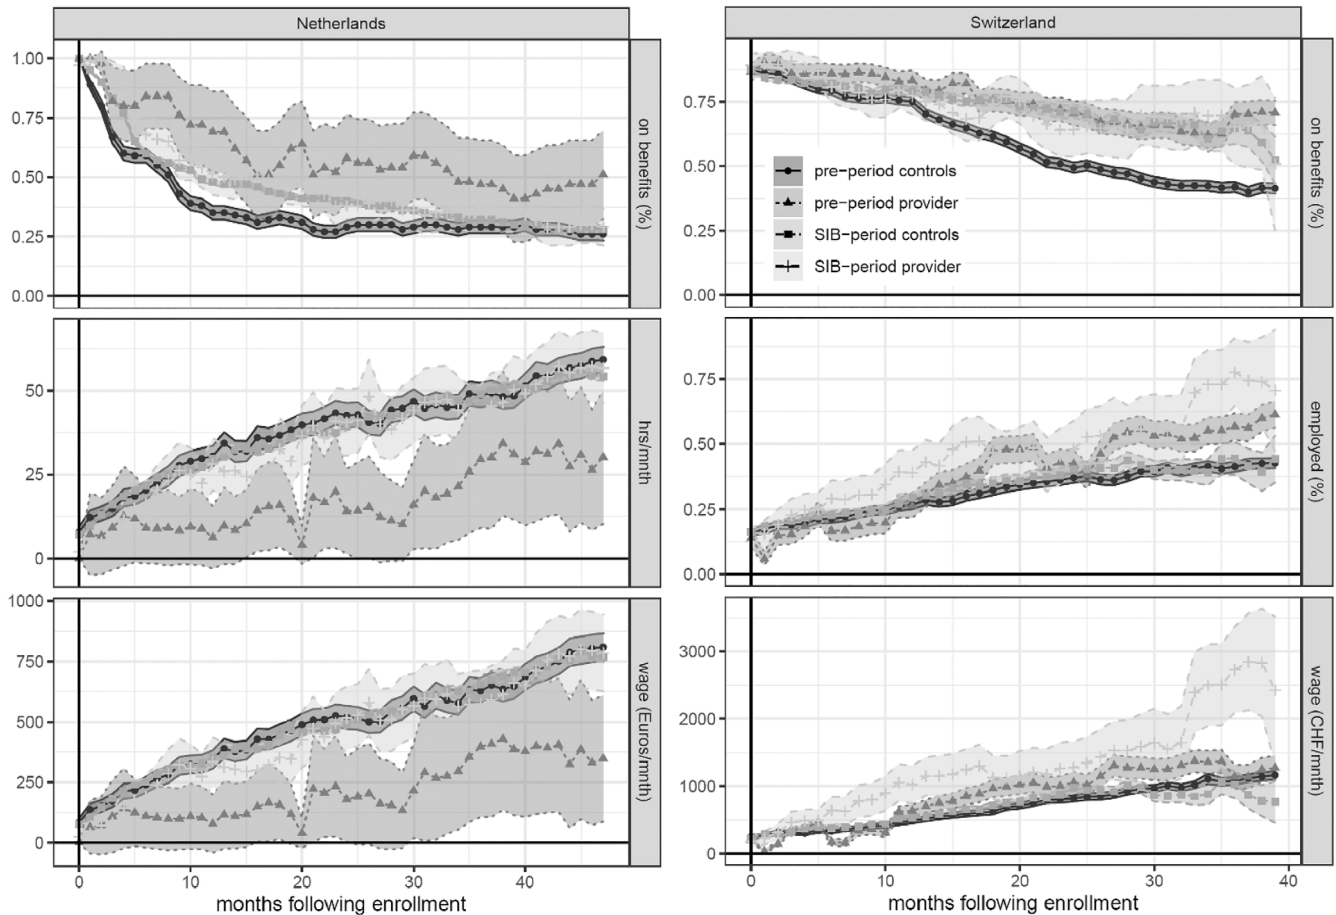 Netherlands
Switzerland
1.00
0.75
0.50
0.25
0.00
on benefits (%)
0.75
0.50
0.25
0.00
on benefits (%)
pre−period controls
pre−period provider
SIB−period controls
SIB−period provider
50
25
0
hrs/mnth
0.75
0.50
0.25
0.00
employed (%)
1000
750
500
250
0
wage (Euros/mnth)
3000
2000
1000
0
wage (CHF/mnth)
0 10 20 30 40
0 10 20 30 40
months following enrollment
months following enrollment